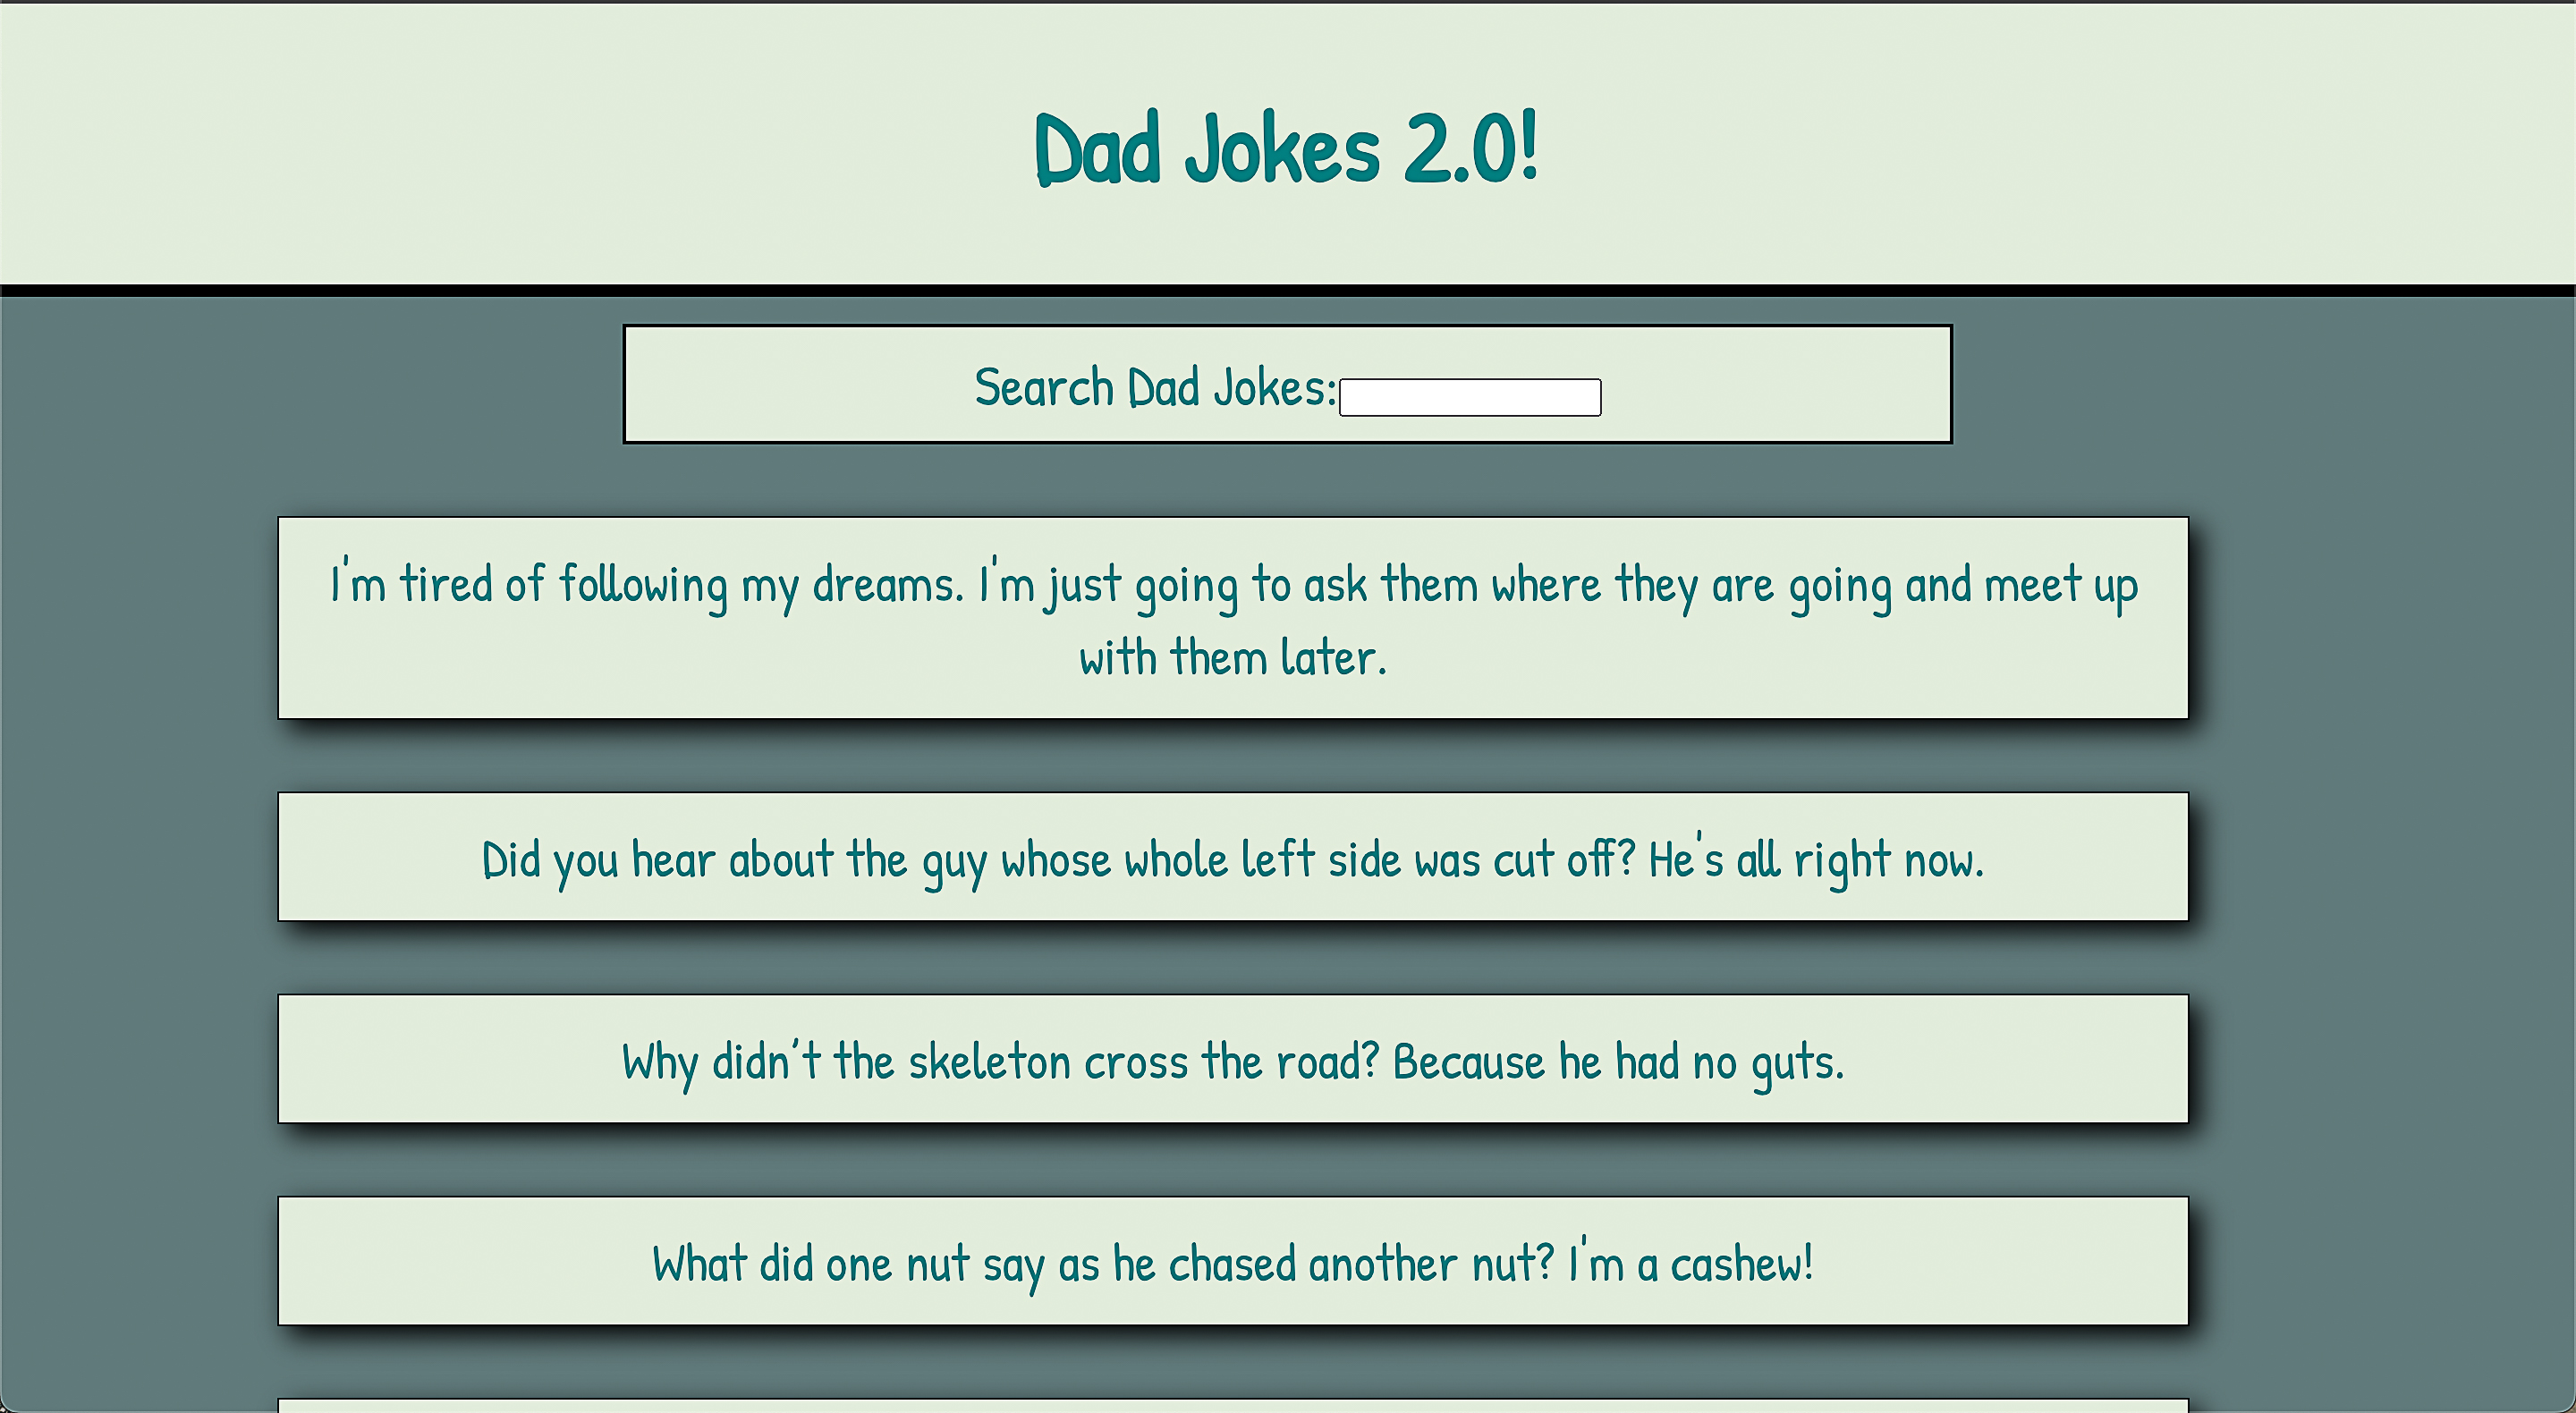 Dad Jokes 2.0!
Search Dad Jokes:
I'm tired of following my dreams. I'm just going to ask them where they are going and meet up
with them later.
Did you hear about the guy whose whole left side was cut off? He's all right now.
Why didn’t the skeleton cross the road? Because he had no guts.
What did one nut say as he chased another nut? I'm a cashew!